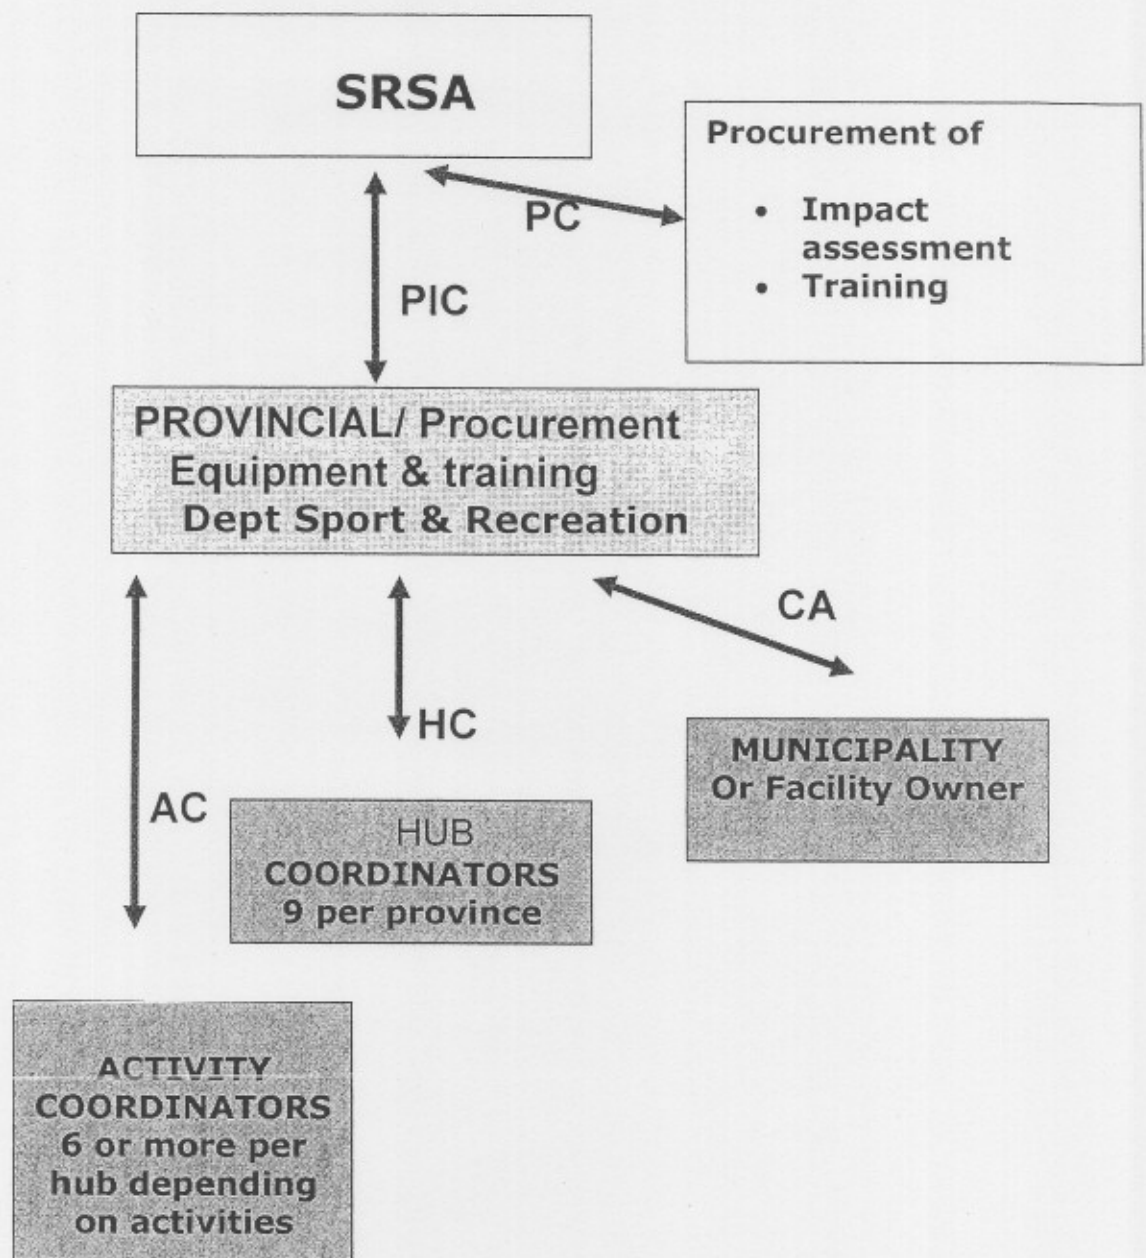 SRSA
Procurement of
• Impact
assessment
• Training
PC
PIC
PROVINCIAL/ Procurement
Equipment & training
Dept Sport & Recreation
CA
HC
MUNICIPALITY
Or Facility Owner
AC
HUB
COORDINATORS
9 per province
ACTIVITY
COORDINATORS
6 or more per
hub depending
on activities